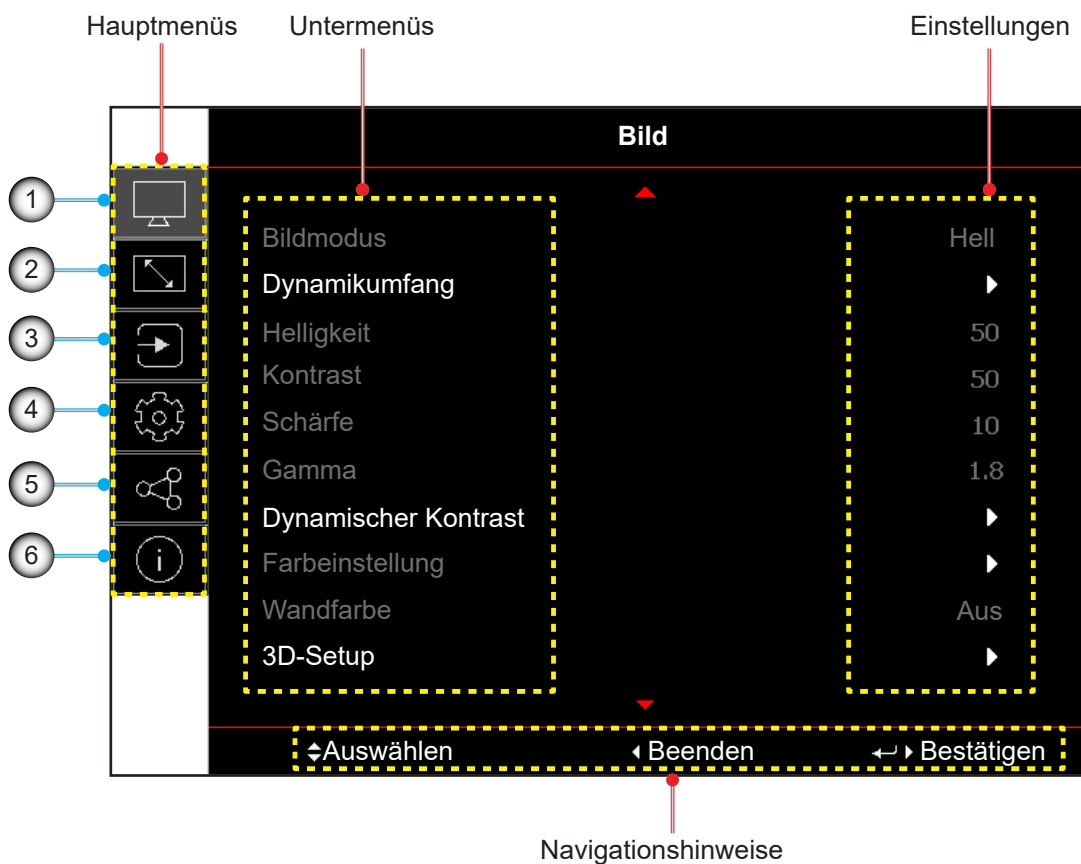 Hauptmenüs Untermenüs Einstellungen
Bild
1
2
3
4
5
6
i
Bildmodus Hell
Dynamikumfang
Helligkeit 50
Kontrast 50
Schärfe 10
Gamma 1.8
Dynamischer Kontrast
Farbeinstellung
Wandfarbe Aus
3D-Setup
Auswählen Beenden Bestätigen
Navigationshinweise